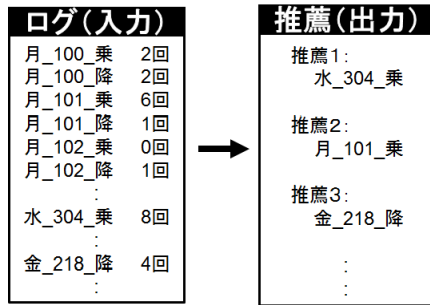 ログ(入力)
月_100_乗 2回
月_100_降 2回
月_101_乗 6回
月_101_降 1回
月_102_乗 0回
月_102_降 1回
:
水_304_乗 8回
:
金_218_降 4回
:
推薦(出力)
推薦1:
水_304_乗
推薦2:
月_101_乗
推薦3:
金_218_降
:
: